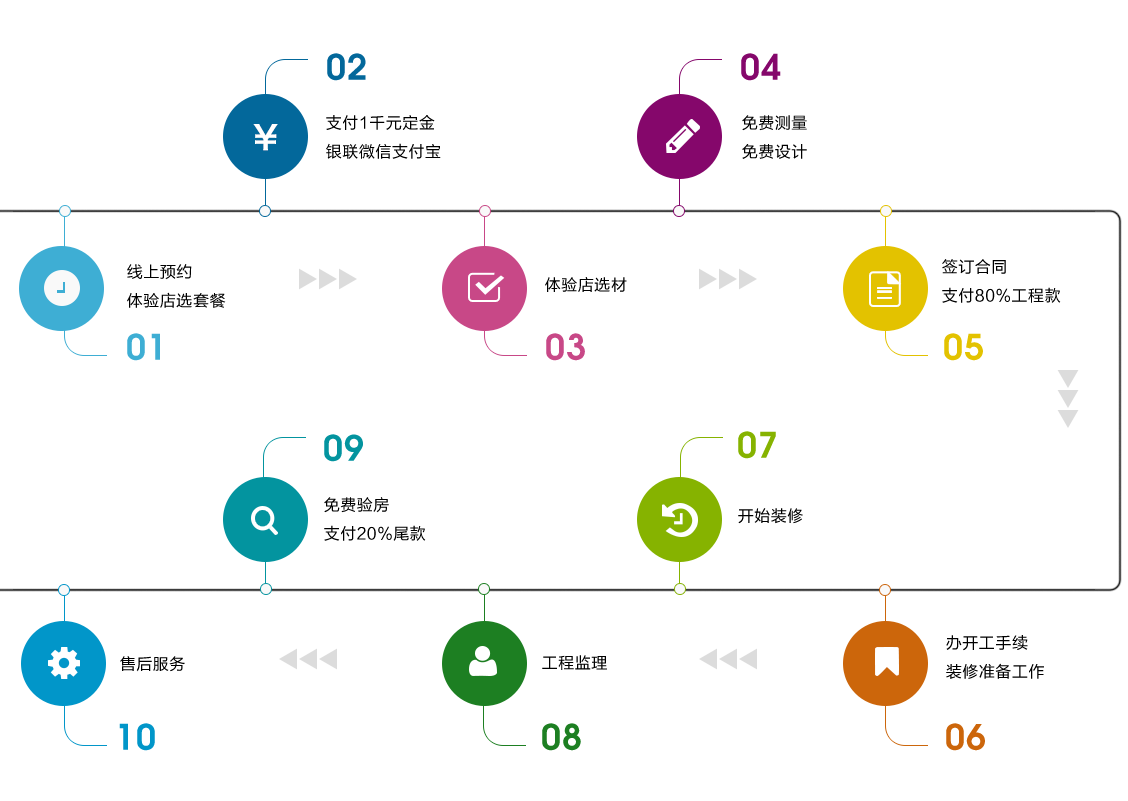 02
支付1千元定金
银联微信支付宝
04
免费测量
免费设计
¥
线上预约
体验店选套餐
01
体验店选材
03
签订合同
支付80%工程款
05
09
免费验房
支付20%尾款
07
开始装修
售后服务
10
工程监理
08
办开工手续
装修准备工作
06